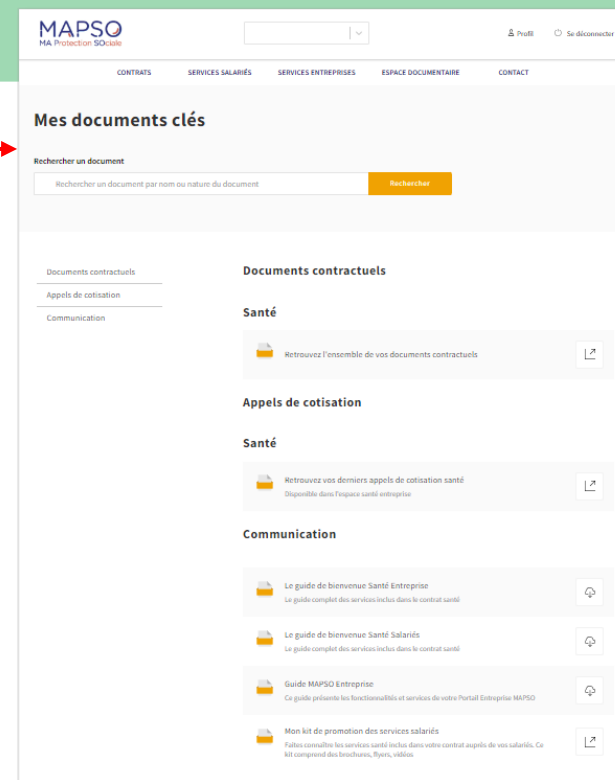 MAPSO
MA Protection SOciale
Profil
Se déconnecter
CONTRATS SERVICES SALARIÉS SERVICES ENTREPRISES ESPACE DOCUMENTAIRE CONTACT
Mes documents clés
Rechercher un document
Rechercher un document par nom ou nature du document
Rechercher
Documents contractuels
Appels de cotisation
Communication
Documents contractuels
Santé
Retrouvez l'ensemble de vos documents contractuels
Appels de cotisation
Santé
Retrouvez vos derniers appels de cotisation santé
Disponible dans l'espace santé entreprise
Communication
Le guide de bienvenue Santé Entreprise
Le guide complet des services inclus dans le contrat santé
Le guide de bienvenue Santé Salariés
Le guide complet des services inclus dans le contrat santé
Guide MAPSO Entreprise
Ce guide présente les fonctionnalités et services de votre Portail Entreprise MAPSO
Mon kit de promotion des services salariés
Faites connaître les services santé inclus dans votre contrat auprès de vos salariés. Ce
kit comprend des brochures, flyers, vidéos